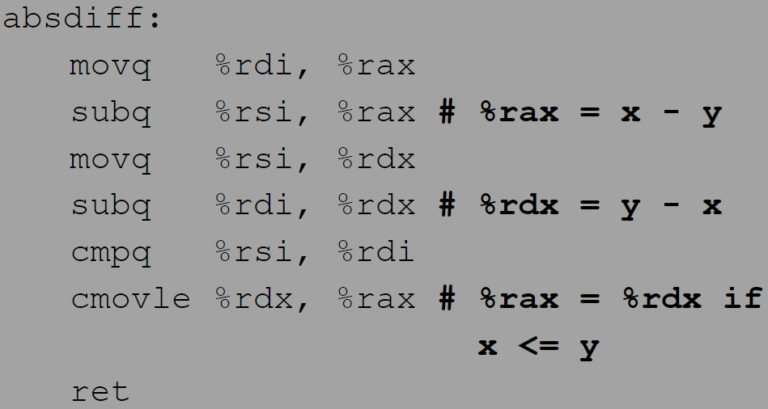 absdiff:
movq %rdi, %rax
subq %rsi, %rax # %rax = x - y
movq %rsi, %rdx
subq %rdi, %rdx # %rdx = y - x
cmpq %rsi, %rdi
cmovle %rdx, %rax # %rax = %rdx if
x <= y
ret